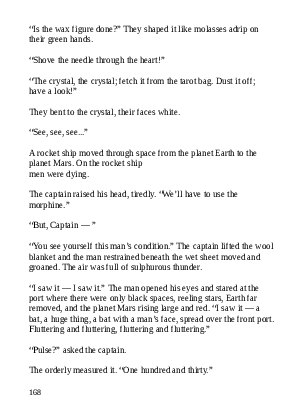 “Is the wax figure done?” They shaped it like molasses adrip on
their green hands.
“Shove the needle through the heart!”
“The crystal, the crystal; fetch it from the tarot bag. Dust it off;
have a look!”
They bent to the crystal, their faces white.
“See, see, see...”
A rocket ship moved through space from the planet Earth to the
planet Mars. On the rocket ship
men were dying.
The captain raised his head, tiredly. “We’ll have to use the
morphine.”
“But, Captain — ”
“You see yourself this man’s condition.” The captain lifted the wool
blanket and the man restrained beneath the wet sheet moved and
groaned. The air was full of sulphurous thunder.
“I saw it — I saw it.” The man opened his eyes and stared at the
port where there were only black spaces, reeling stars, Earth far
removed, and the planet Mars rising large and red. “I saw it — a
bat, a huge thing, a bat with a man’s face, spread over the front port.
Fluttering and fluttering, fluttering and fluttering.”
“Pulse?” asked the captain.
The orderly measured it. “One hundred and thirty.”
168